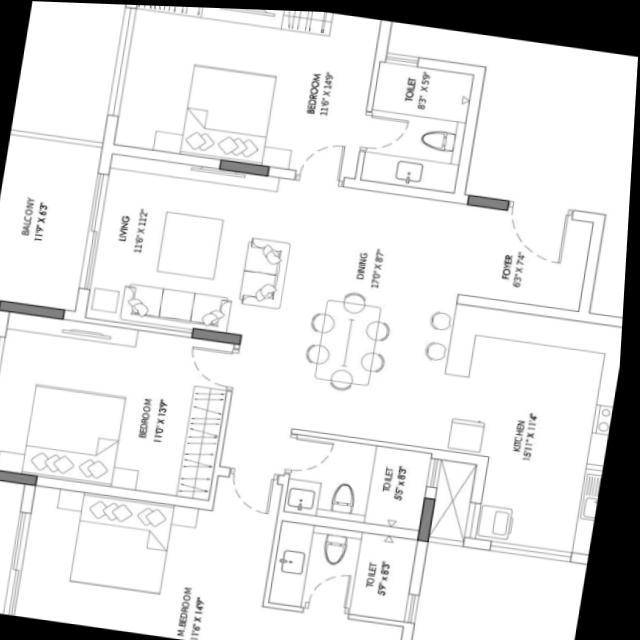 BEDROOM
11'6" X 14'9"
TOILET
8'3" X 5'9"
BALCONY
11'9" X 6'3"
LIVING
11'6" X 11'2"
DINING
17'0" X 8'7"
FOYER
6'3" X 7'4"
BEDROOM
11'0" X 13'9"
KITCHEN
15'11" X 11'4"
TOILET
5'5" X 8'3"
TOILET
5'9" X 8'3"
M.BEDROOM
11'6" X 14'9"